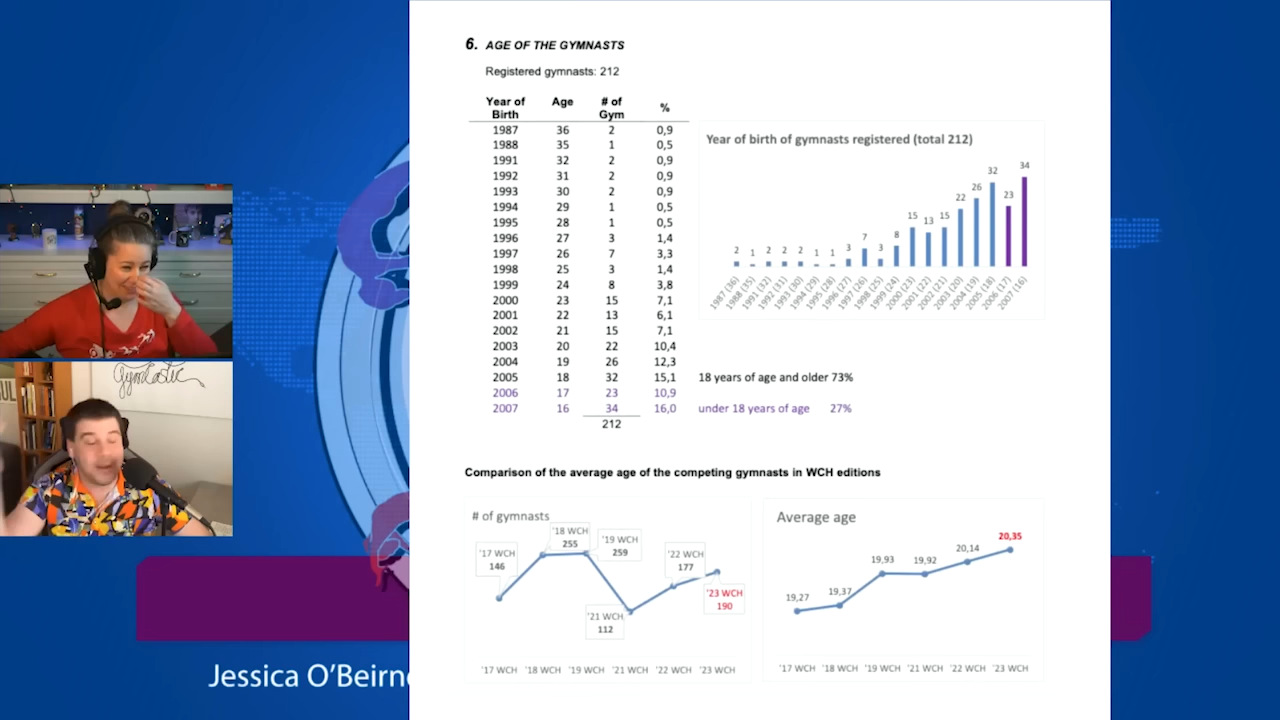 6. AGE OF THE GYMNASTS
Registered gymnasts: 212
Year of Birth Age # of Gym %
1987 36 2 0,9
1988 35 1 0,5
1991 32 2 0,9
1992 31 2 0,9
1993 30 2 0,9
1994 29 1 0,5
1995 28 1 0,5
1996 27 3 1,4
1997 26 7 3,3
1998 25 3 1,4
1999 24 8 3,8
2000 23 15 7,1
2001 22 13 6,1
2002 21 15 7,1
2003 20 22 10,4
2004 19 26 12,3
2005 18 32 15,1 18 years of age and older 73%
2006 17 23 10,9
2007 16 34 16,0 under 18 years of age 27%
212
Year of birth of gymnasts registered (total 212)
2 1 2 2 2 1 1 3 7 3 8 15 13 15 22 26 32 23 34
1987 (36) 1988 (35) 1991 (32) 1992 (31) 1993 (30) 1994 (29) 1995 (28) 1996 (27) 1997 (26) 1998 (25) 1999 (24) 2000 (23) 2001 (22) 2002 (21) 2003 (20) 2004 (19) 2005 (18) 2006 (17) 2007 (16)
Comparison of the average age of the competing gymnasts in WCH editions
# of gymnasts
'17 WCH
146
'18 WCH
255
'19 WCH
259
'21 WCH
112
'22 WCH
177
'23 WCH
190
'17 WCH '18 WCH '19 WCH '21 WCH '22 WCH '23 WCH
Average age
19,27 19,37 19,93 19,92 20,14 20,35
'17 WCH '18 WCH '19 WCH '21 WCH '22 WCH '23 WCH
Gymtastic
Jessica O'Beirne